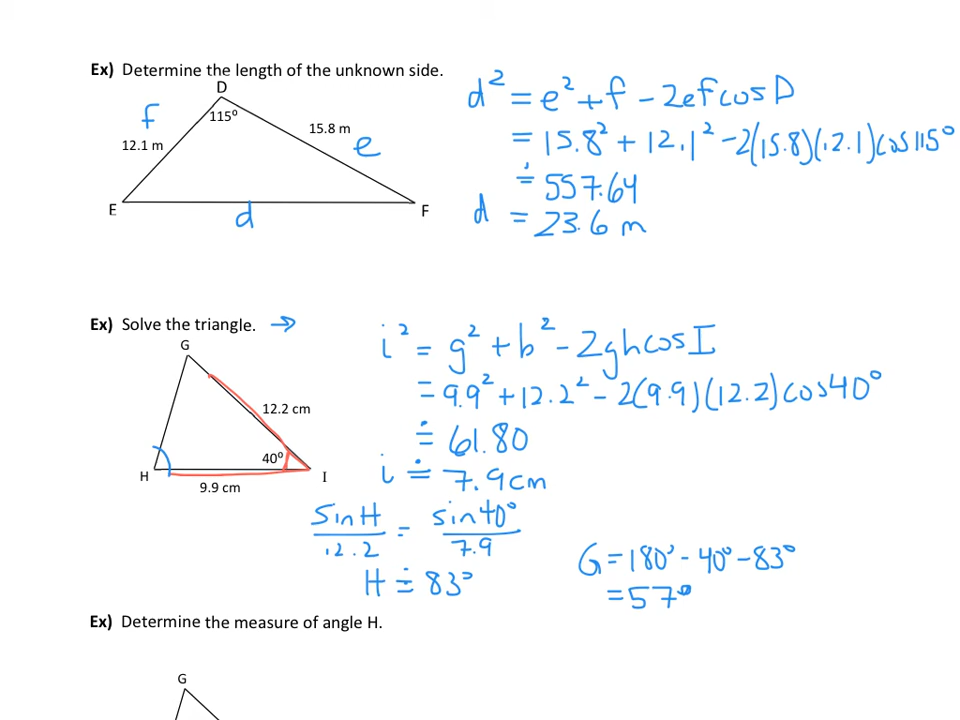 Ex) Determine the length of the unknown side.
D
f
115°
12.1 m
15.8 m
e
E
d
F
d² = e² + f - 2ef cos D
= 15.8² + 12.1² - 2(15.8)(12.1) cos 115°
≐ 557.64
d = 23.6 m
Ex) Solve the triangle. →
G
12.2 cm
40°
H
I
9.9 cm
i² = g² + h² - 2gh cos I
= 9.9² + 12.2² - 2(9.9)(12.2) cos 40°
≐ 61.80
i ≐ 7.9 cm
Sin H / 12.2 = sin 40° / 7.9
H ≐ 83°
G = 180° - 40° - 83°
= 57°
Ex) Determine the measure of angle H.
G